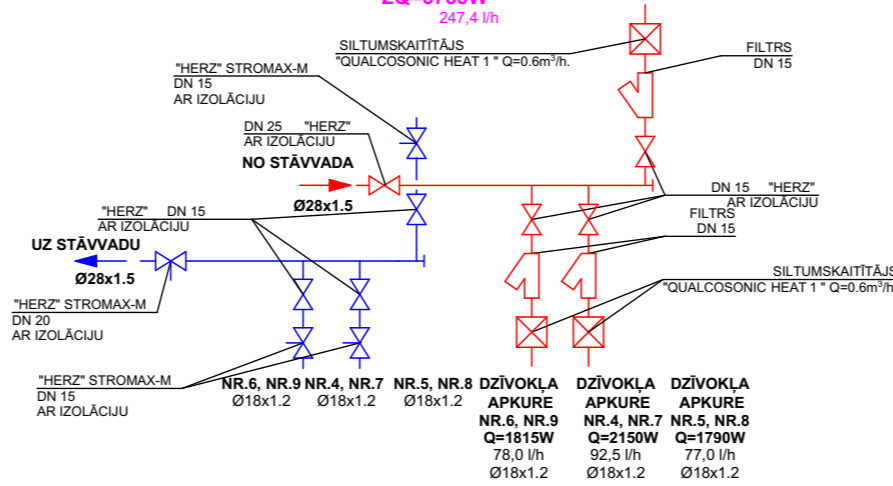 247,4 l/h
SILTUMSKAITĪTĀJS
"QUALCOSONIC HEAT 1 " Q=0.6m³/h.
FILTRS
DN 15
"HERZ" STROMAX-M
DN 15
AR IZOLĀCIJU
DN 25 "HERZ"
AR IZOLĀCIJU
NO STĀVVADA
Ø28x1.5
DN 15 "HERZ"
AR IZOLĀCIJU
FILTRS
DN 15
"HERZ" DN 15
AR IZOLĀCIJU
UZ STĀVVADU
Ø28x1.5
SILTUMSKAITĪTĀJS
"QUALCOSONIC HEAT 1 " Q=0.6m³/h
"HERZ" STROMAX-M
DN 20
AR IZOLĀCIJU
"HERZ" STROMAX-M
DN 15
AR IZOLĀCIJU
NR.6, NR.9
Ø18x1.2
NR.4, NR.7
Ø18x1.2
NR.5, NR.8
Ø18x1.2
DZĪVOKĻA
APKURE
NR.6, NR.9
Q=1815W
78,0 l/h
Ø18x1.2
DZĪVOKĻA
APKURE
NR.4, NR.7
Q=2150W
92,5 l/h
Ø18x1.2
DZĪVOKĻA
APKURE
NR.5, NR.8
Q=1790W
77,0 l/h
Ø18x1.2